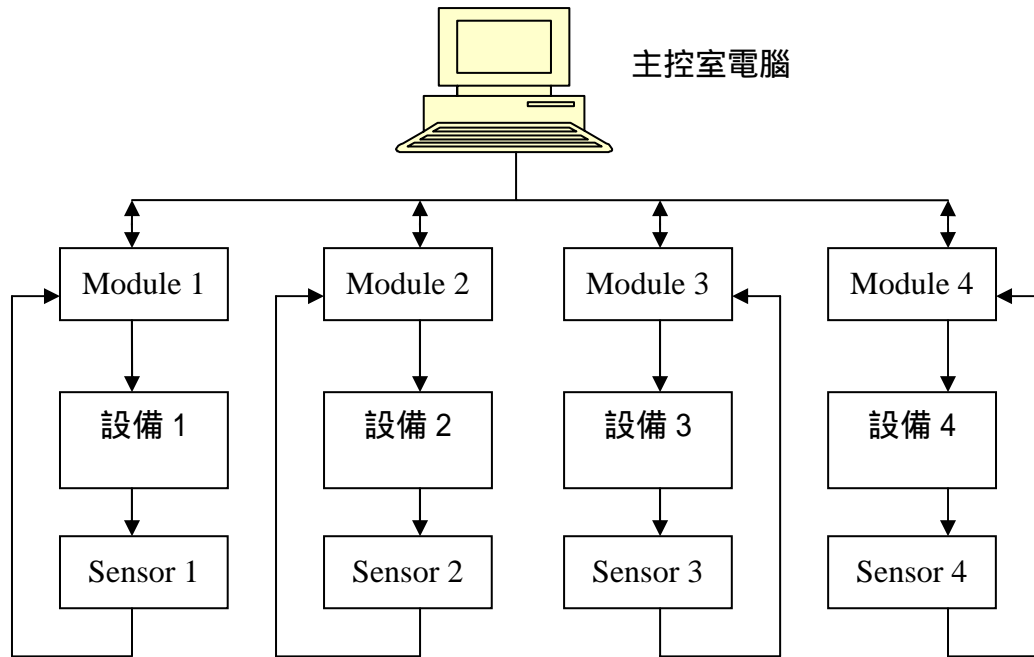 主控室電腦
Module 1
Module 2
Module 3
Module 4
設備 1
設備 2
設備 3
設備 4
Sensor 1
Sensor 2
Sensor 3
Sensor 4